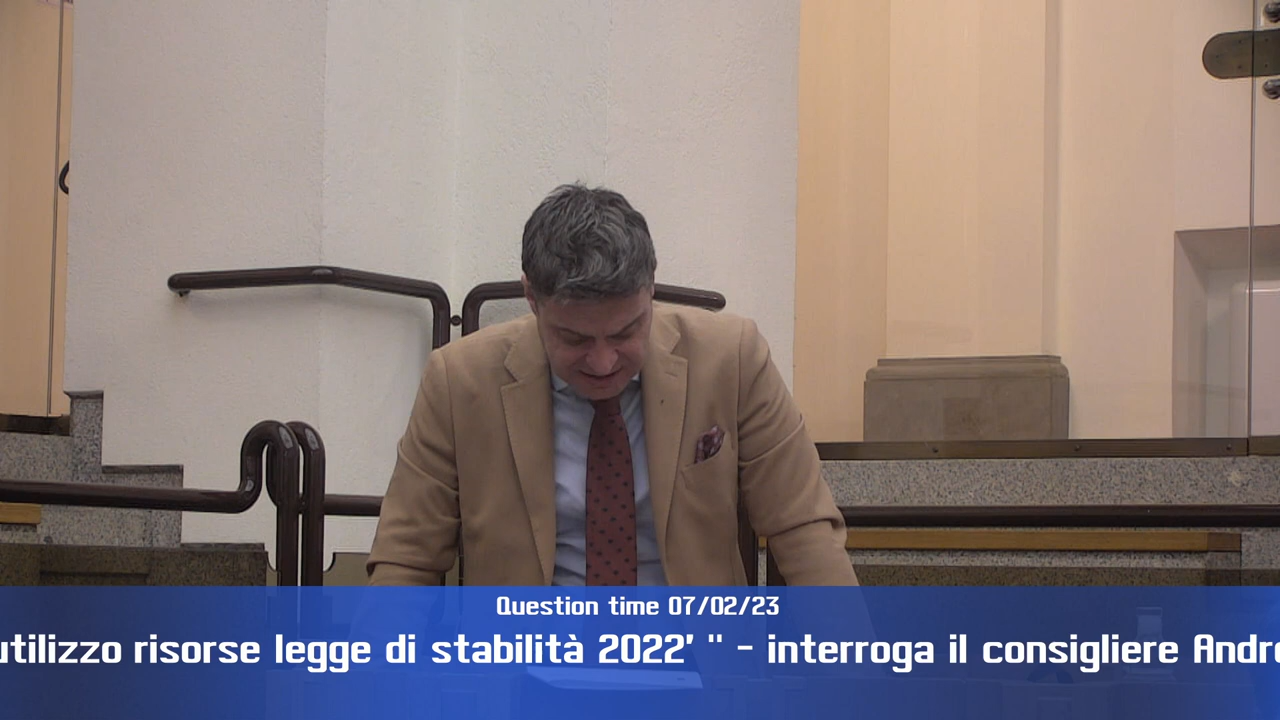 Question time 07/02/23
utilizzo risorse legge di stabilità 2022' " - interroga il consigliere Andre